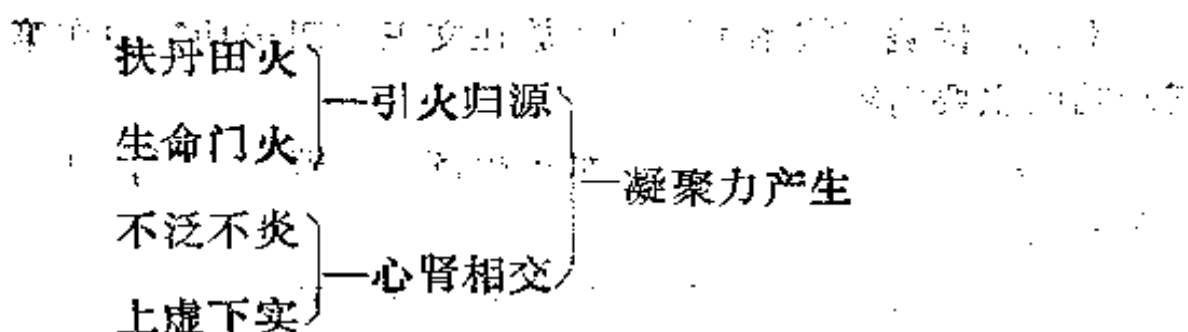 扶丹田火
引火归源
生命门火
凝聚力产生
不泛不炎
心肾相交
上虚下实